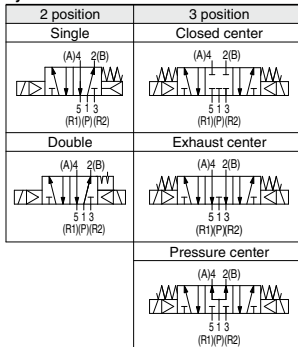 2 position 3 position
Single Closed center
(A)4 2(B) (A)4 2(B)
5 1 3 5 1 3
(R1)(P)(R2) (R1)(P)(R2)
Double Exhaust center
(A)4 2(B) (A)4 2(B)
5 1 3 5 1 3
(R1)(P)(R2) (R1)(P)(R2)
Pressure center
(A)4 2(B)
5 1 3
(R1)(P)(R2)